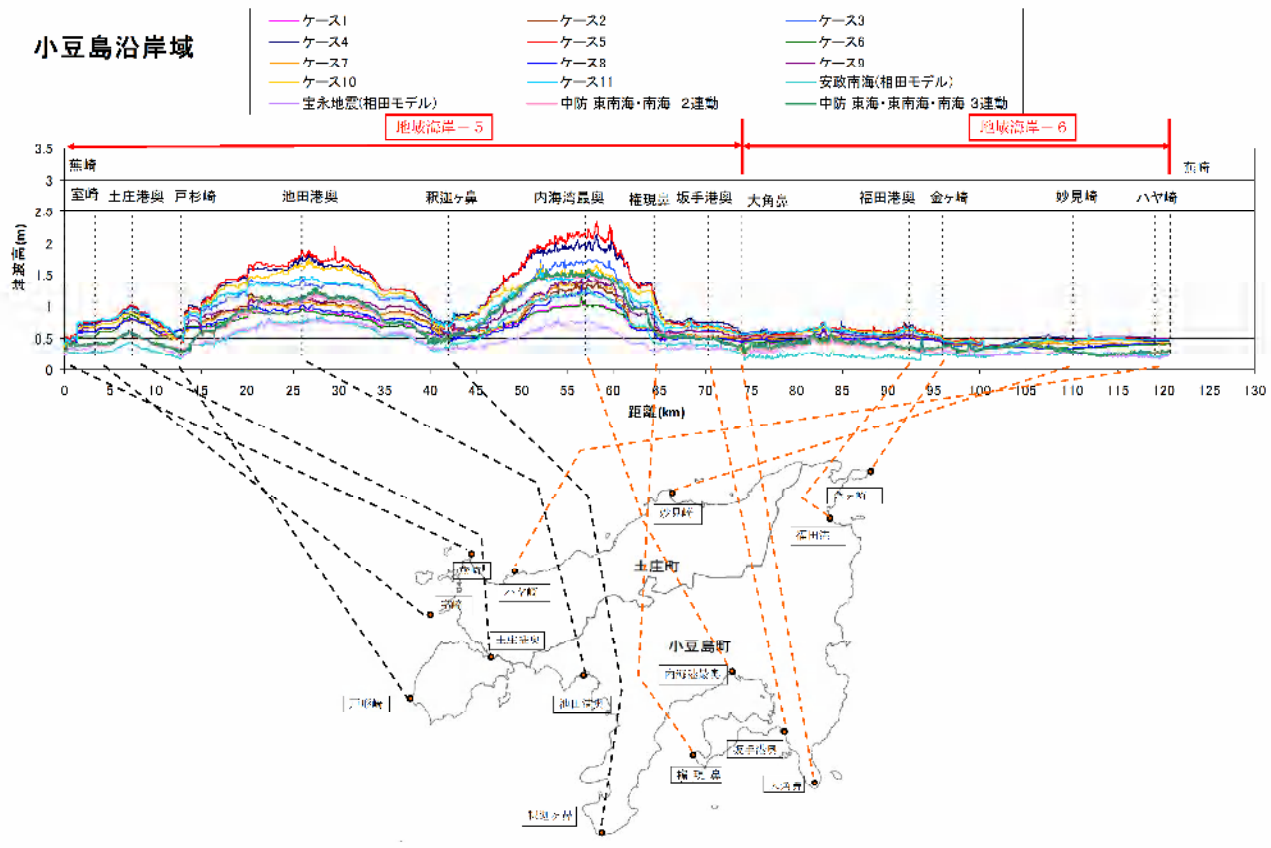 小豆島沿岸域
ケース1 ケース2 ケース3
ケース4 ケース5 ケース6
ケース7 ケース8 ケース9
ケース10 ケース11 安政南海(相田モデル)
宝永地震(相田モデル) 中防 東南海・南海 2連動 中防 東海・東南海・南海 3連動
地域海岸－5 地域海岸－6
蕪崎
室崎 土庄港奥 戸杉崎 池田港奥 釈迦ヶ鼻 内海湾最奥 権現鼻 坂手港奥 大角鼻 福田港奥 金ヶ崎 妙見崎 ハヤ崎
津波高(m)
3.5
3
2.5
2
1.5
1
0.5
0
0 5 10 15 20 25 30 35 40 45 50 55 60 65 70 75 80 85 90 95 100 105 110 115 120 125 130
距離(km)
妙見崎
福田港
土庄町
ハヤ崎
土庄港奥
小豆島町
内海湾最奥
戸形崎
池田港奥
坂手港奥
権現鼻
大角鼻
釈迦ヶ鼻